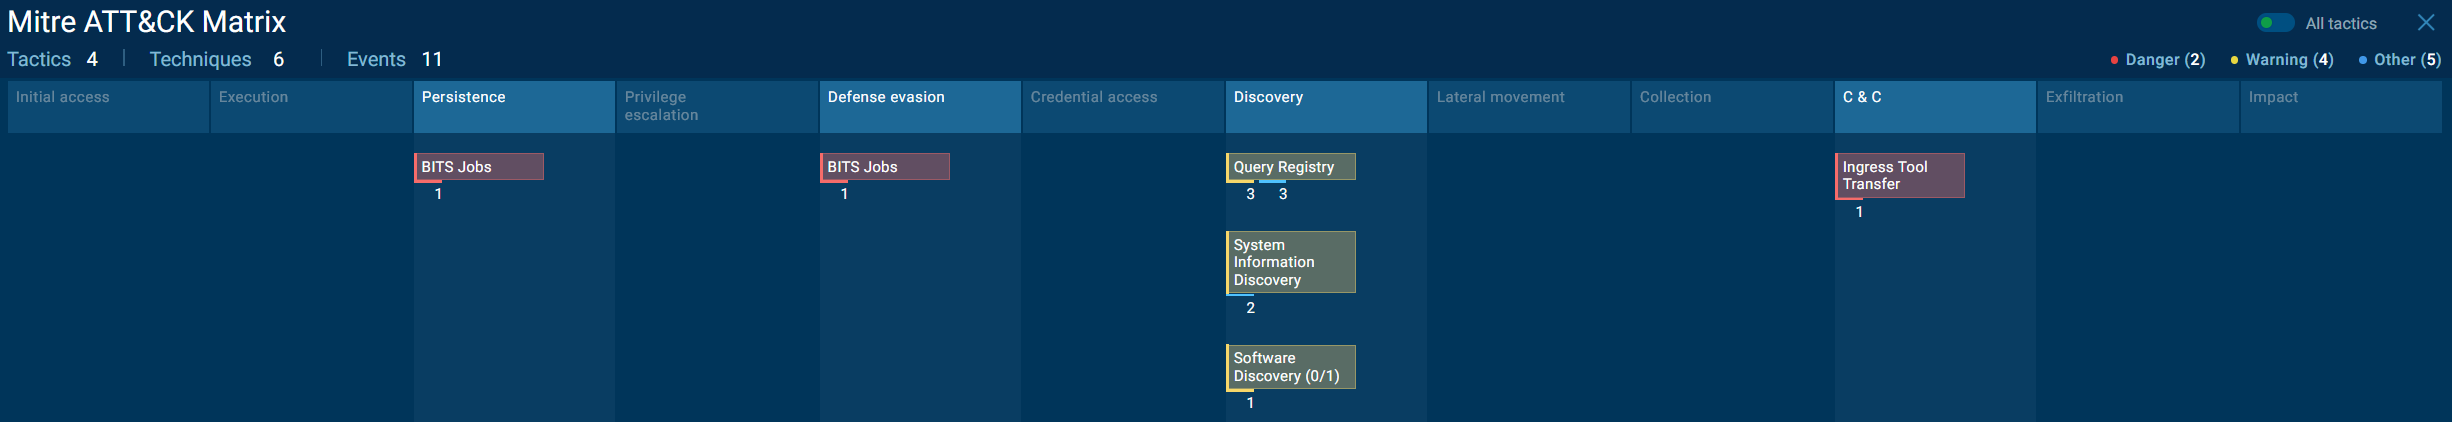 Mitre ATT&CK Matrix
All tactics
Tactics 4 | Techniques 6 | Events 11
Danger (2) Warning (4) Other (5)
Initial access
Execution
Persistence
Privilege
escalation
Defense evasion
Credential access
Discovery
Lateral movement
Collection
C & C
Exfiltration
Impact
BITS Jobs
1
BITS Jobs
1
Query Registry
3 3
System
Information
Discovery
2
Software
Discovery (0/1)
1
Ingress Tool
Transfer
1